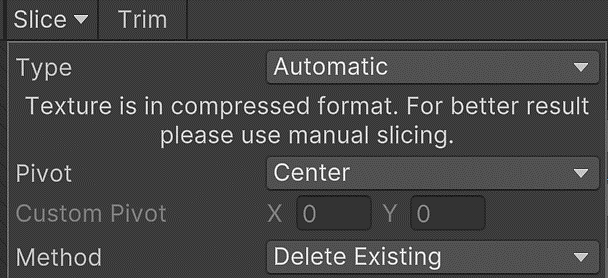 Slice Trim
Type Automatic
Texture is in compressed format. For better result
please use manual slicing.
Pivot Center
Custom Pivot X 0 Y 0
Method Delete Existing